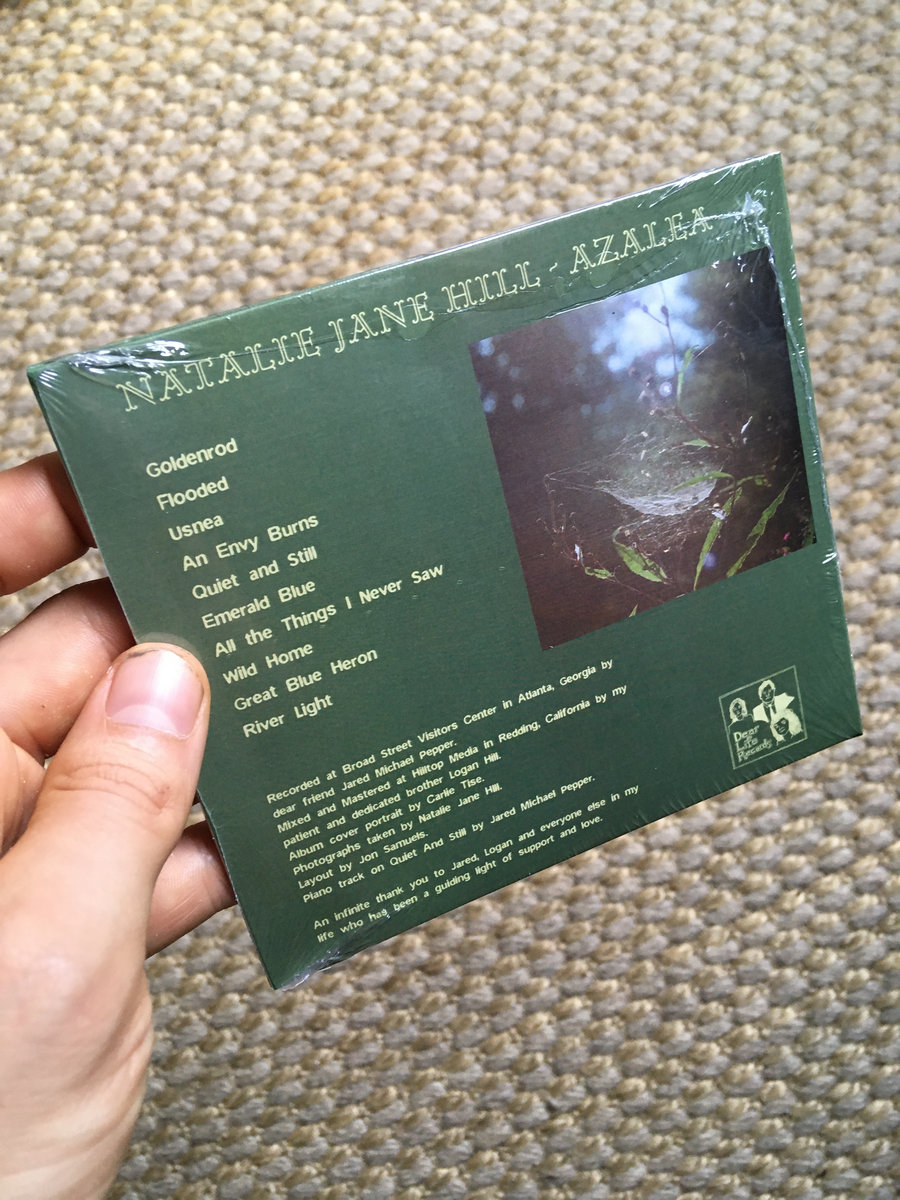 NATALIE JANE HILL - AZALEA
Goldenrod
Flooded
Usnea
An Envy Burns
Quiet and Still
Emerald Blue
All the Things I Never Saw
Wild Home
Great Blue Heron
River Light
Recorded at Broad Street Visitors Center in Atlanta, Georgia by
dear friend Jared Michael Pepper.
Mixed and Mastered at Hilltop Media in Redding, California by my
patient and dedicated brother Logan Hill.
Album cover portrait by Carlie Tise.
Photographs taken by Natalie Jane Hill.
Layout by Jon Samuels.
Piano track on Quiet And Still by Jared Michael Pepper.
An infinite thank you to Jared, Logan and everyone else in my
life who has been a guiding light of support and love.
Dear
Life
Records